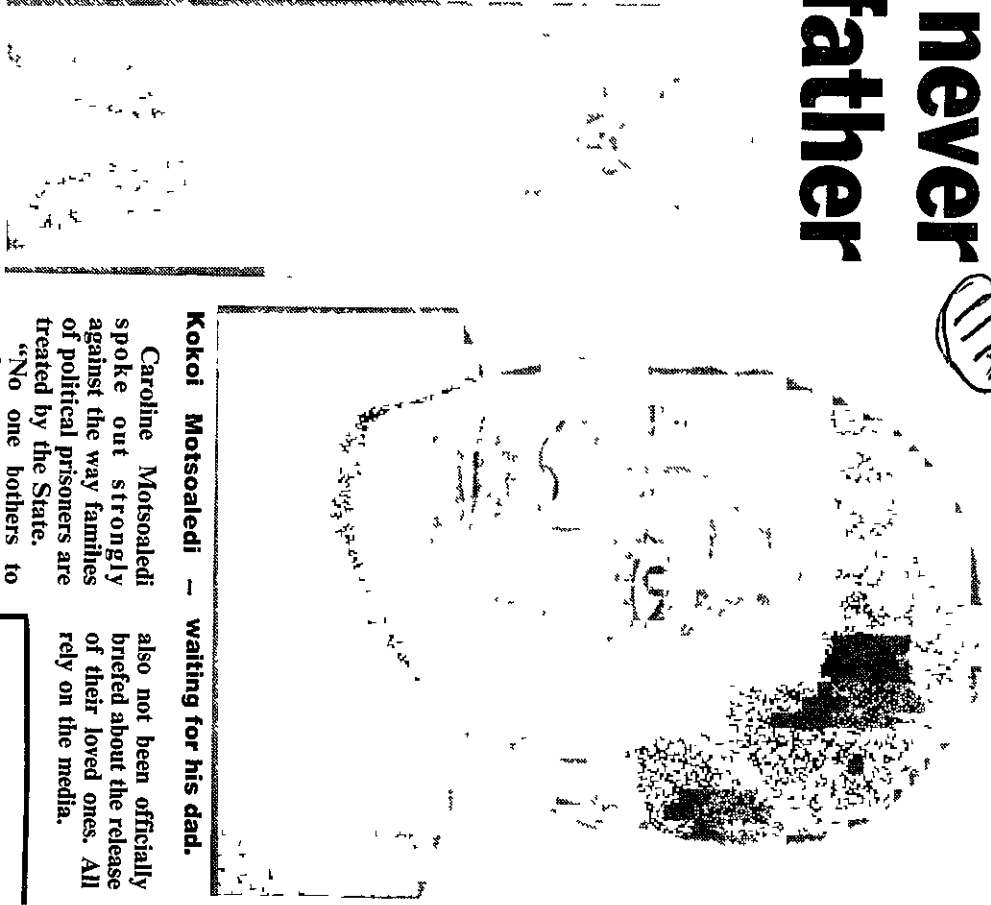 never
father
Kokoi Motsoaledi — waiting for his dad.
Caroline Motsoaledi
spoke out strongly
against the way families
of political prisoners are
treated by the State.
“No one bothers to
also not been officially
briefed about the release
of their loved ones. All
rely on the media.